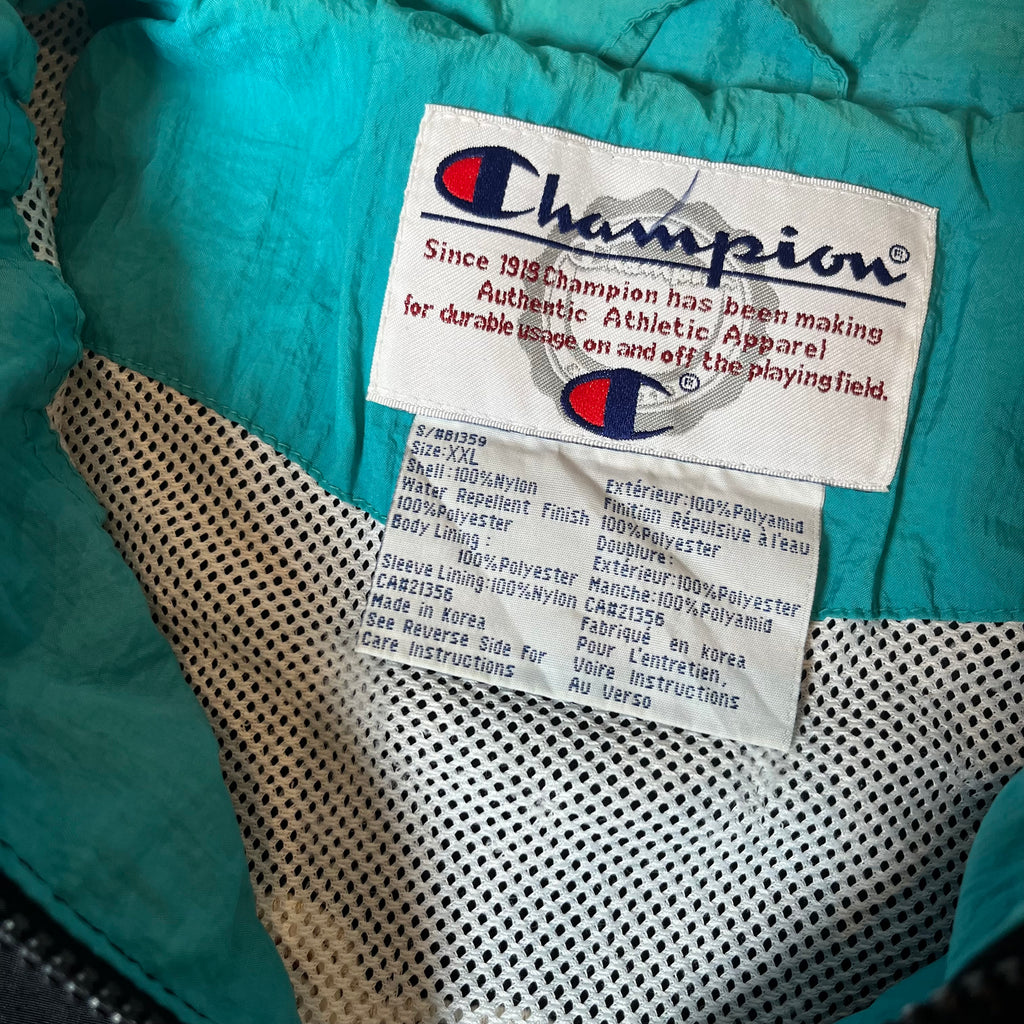 Champion®
Since 1919 Champion has been making
Authentic Athletic Apparel
for durable usage on and off the playing field.
®
S/#B1359
Size:XXL
Shell:100%Nylon
Water Repellent Finish
100%Polyester
Body Lining:
100%Polyester
Sleeve Lining:100%Nylon
CA#21356
Made in Korea
See Reverse Side For
Care Instructions
Extérieur:100%Polyamid
Finition Répulsive à l'eau
100%Polyester
Doublure:
Extérieur:100%Polyester
Manche:100%Polyamid
CA#21356
Fabriqué en korea
Pour L'entretien,
Voire Instructions
Au Verso